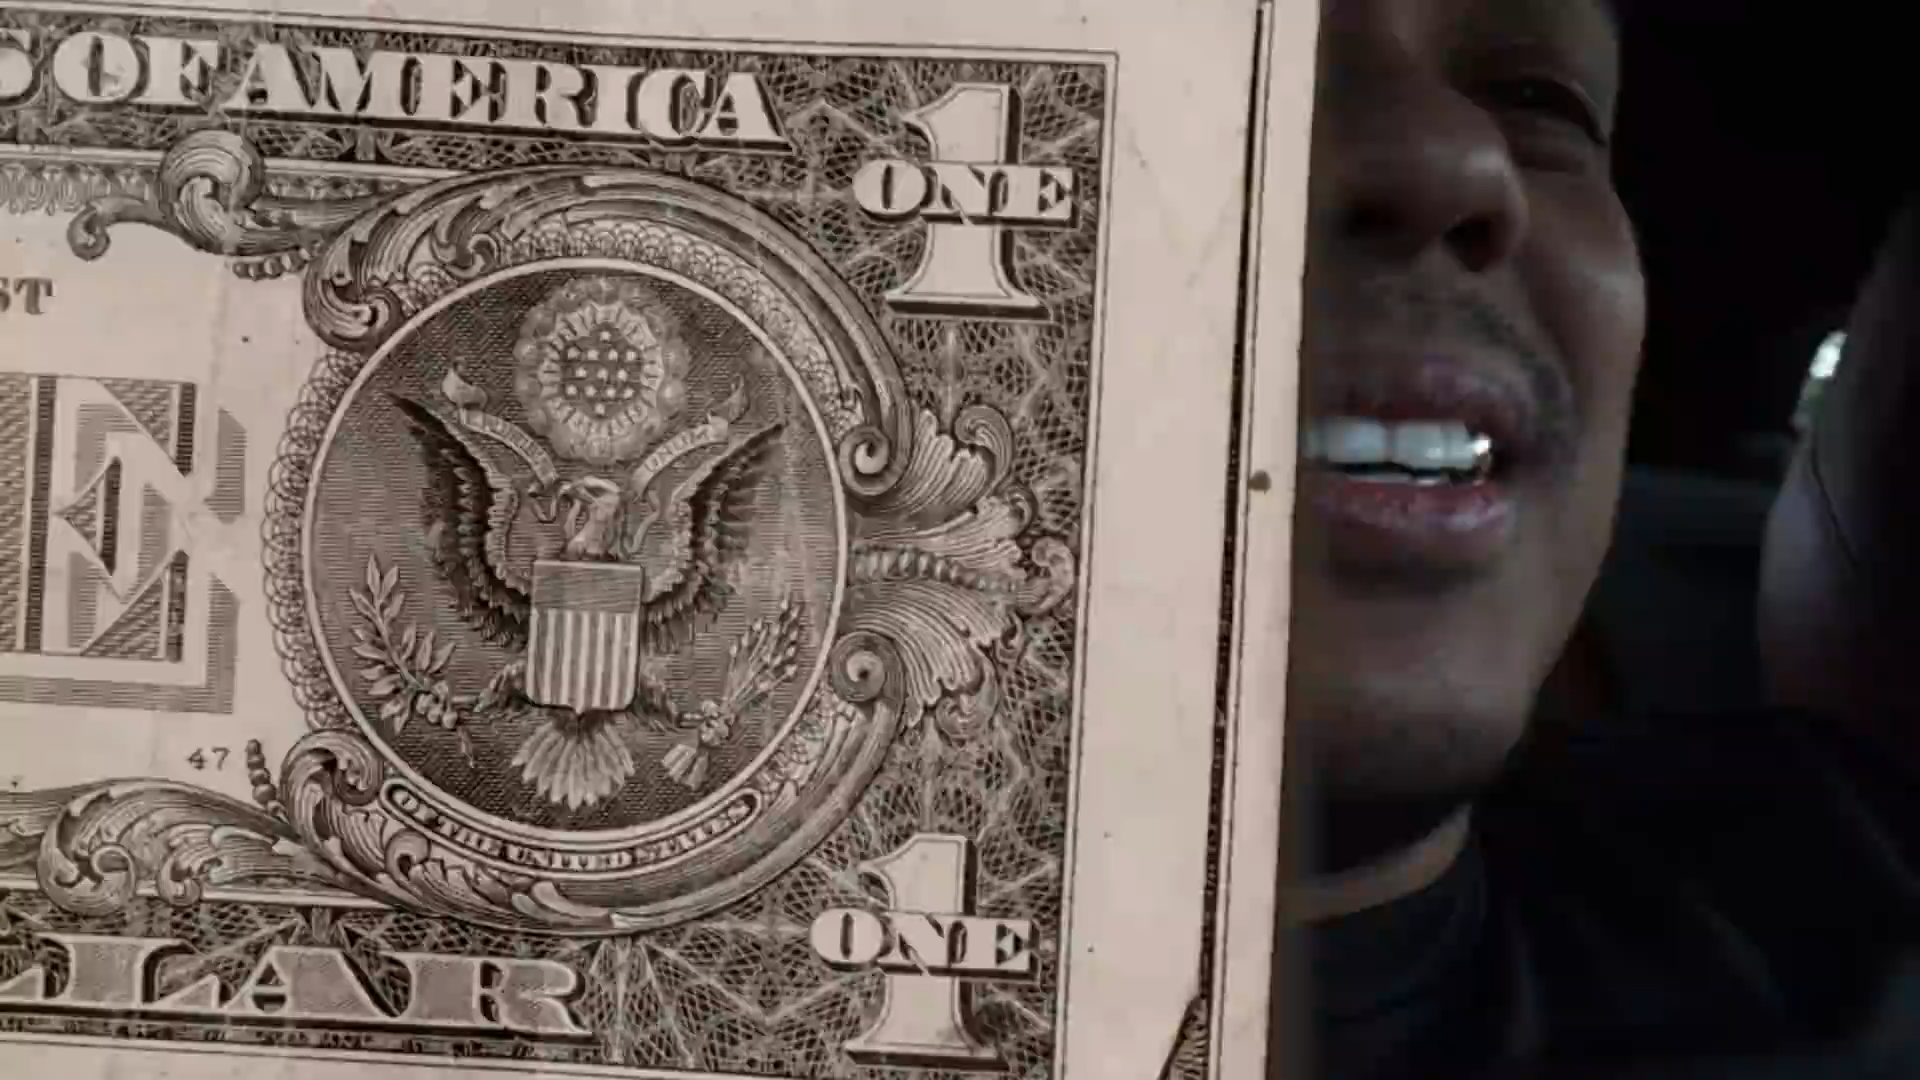 S OF AMERICA
1
ONE
ST
E
47
OF THE UNITED STATES
LLAR
1
ONE